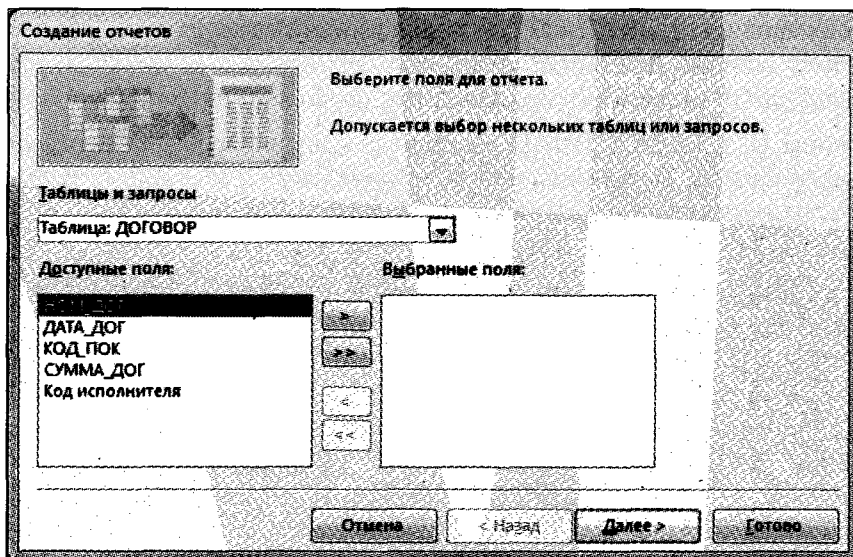 Создание отчетов
Выберите поля для отчета.
Допускается выбор нескольких таблиц или запросов.
Таблицы и запросы
Таблица: ДОГОВОР
Доступные поля:
Выбранные поля:
ДАТА_ДОГ
КОД_ПОК
СУММА_ДОГ
Код исполнителя
>
>>
<
<<
Отмена
< Назад
Далее >
Готово